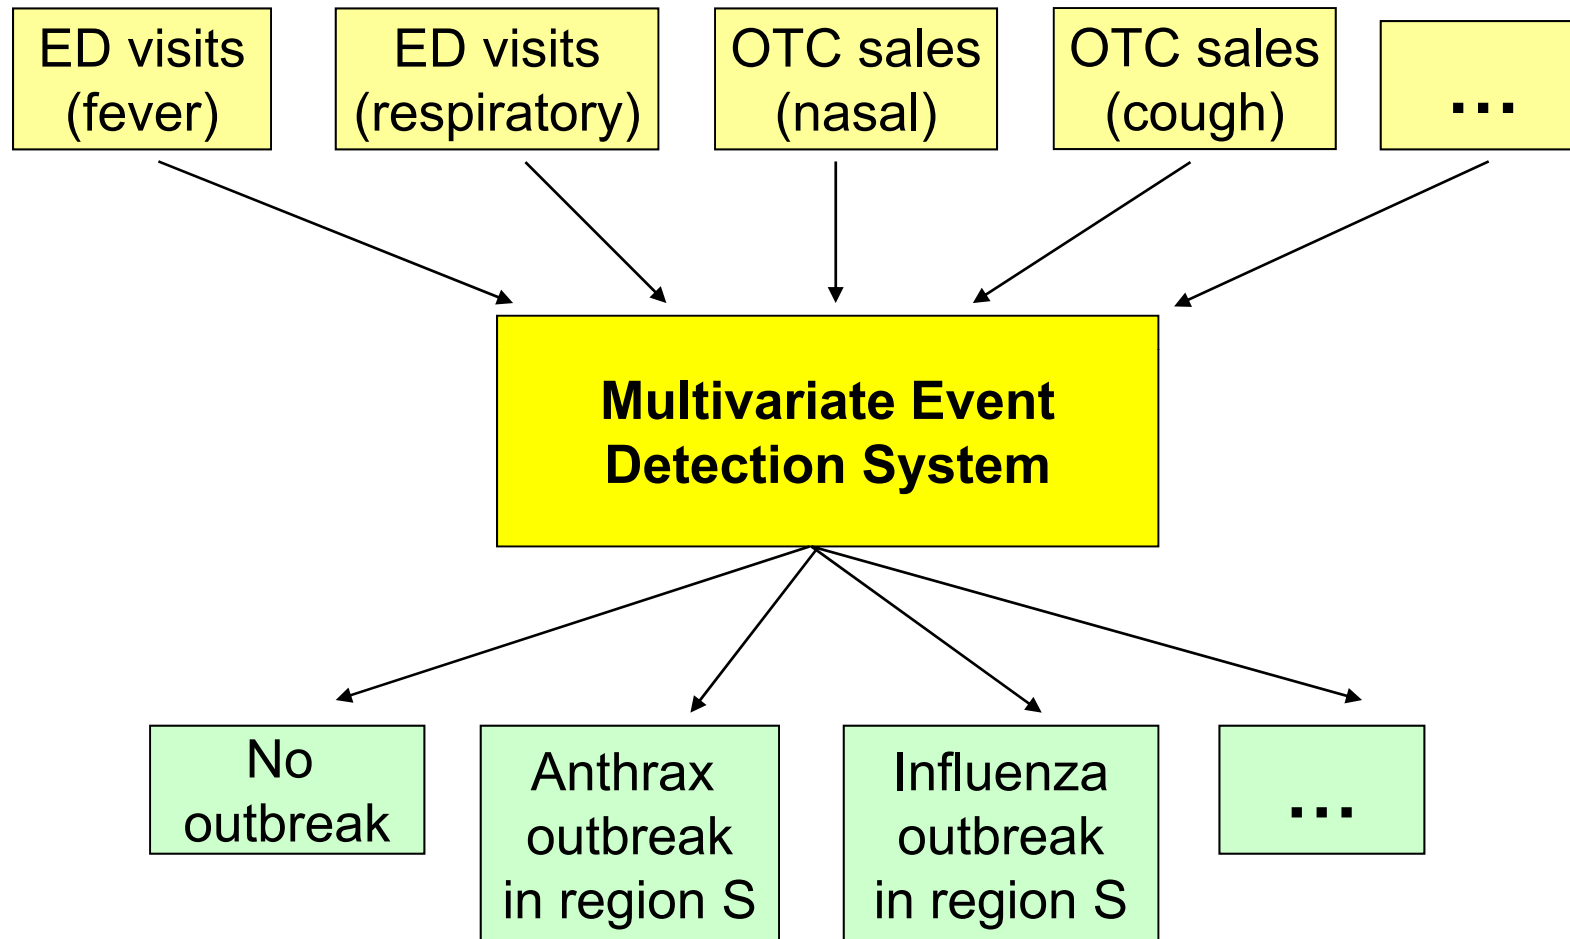 ED visits
(fever)
ED visits
(respiratory)
OTC sales
(nasal)
OTC sales
(cough)
...
Multivariate Event
Detection System
No
outbreak
Anthrax
outbreak
in region S
Influenza
outbreak
in region S
...